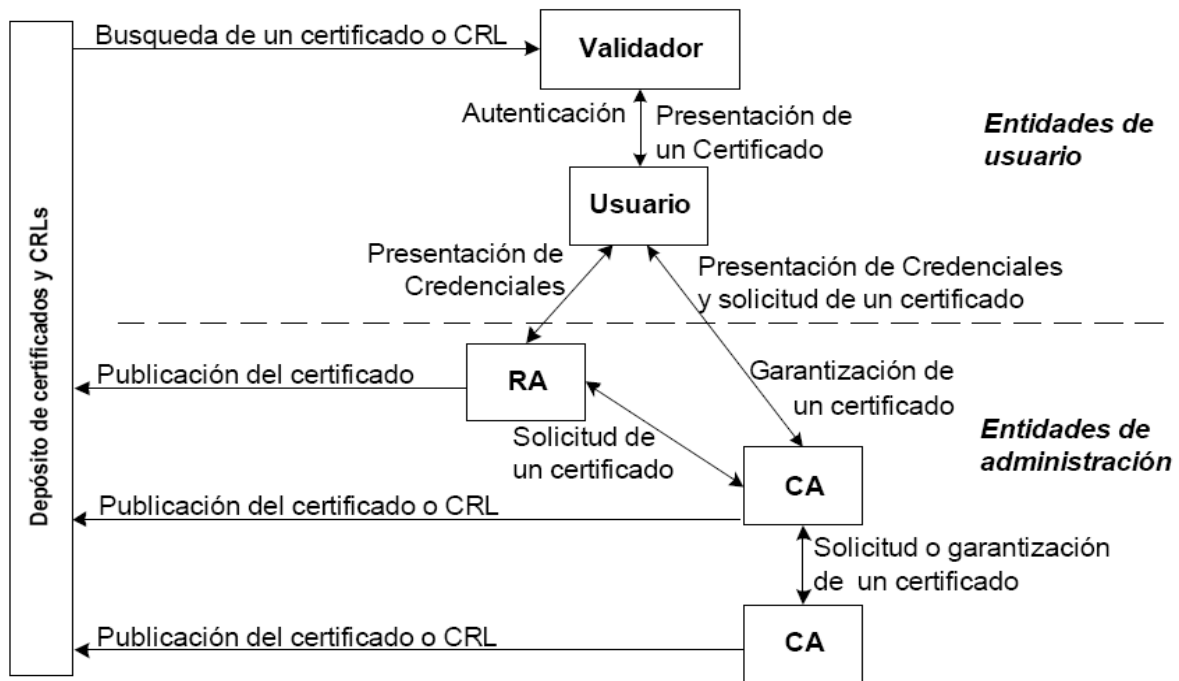 Busqueda de un certificado o CRL
Validador
Autenticación
Presentación de
un Certificado
Entidades de
usuario
Usuario
Depósito de certificados y CRLs
Presentación de
Credenciales
Presentación de Credenciales
y solicitud de un certificado
Publicación del certificado
RA
Garantización de
un certificado
Solicitud de
un certificado
Entidades de
administración
CA
Publicación del certificado o CRL
Solicitud o garantización
de un certificado
Publicación del certificado o CRL
CA